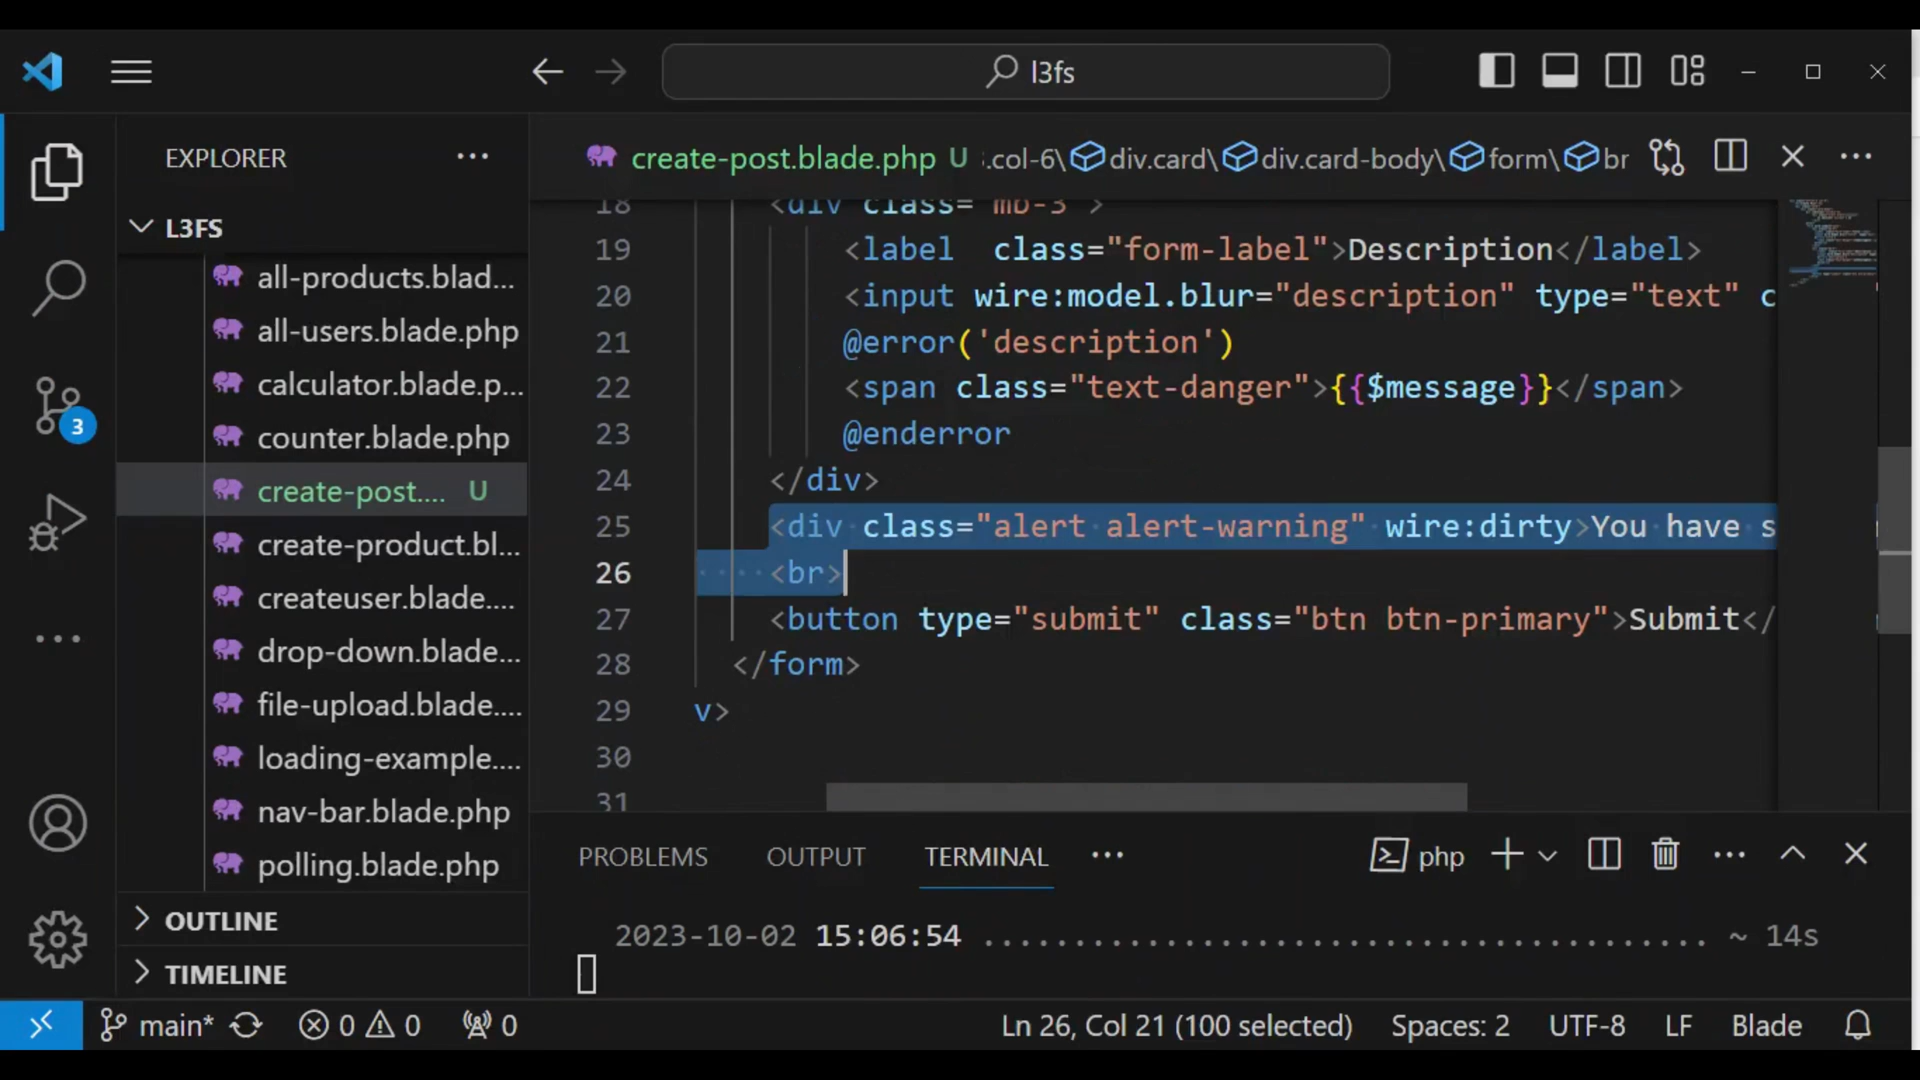 l3fs
EXPLORER
L3FS
all-products.blad...
all-users.blade.php
calculator.blade.p...
counter.blade.php
create-post.... U
create-product.bl...
createuser.blade....
drop-down.blade...
file-upload.blade....
loading-example....
nav-bar.blade.php
polling.blade.php
OUTLINE
TIMELINE
3
create-post.blade.php U .col-6\div.card\div.card-body\form\br
18 <div class="mb-3">
19 <label  class="form-label">Description</label>
20 <input wire:model.blur="description" type="text" c
21 @error('description')
22 <span class="text-danger">{{$message}}</span>
23 @enderror
24 </div>
25 <div class="alert alert-warning" wire:dirty>You have s
26 <br>
27 <button type="submit" class="btn btn-primary">Submit</
28 </form>
29 v>
30
31
PROBLEMS OUTPUT TERMINAL php
2023-10-02 15:06:54 ....................................... ~ 14s
main* 0 0 0 Ln 26, Col 21 (100 selected) Spaces: 2 UTF-8 LF Blade